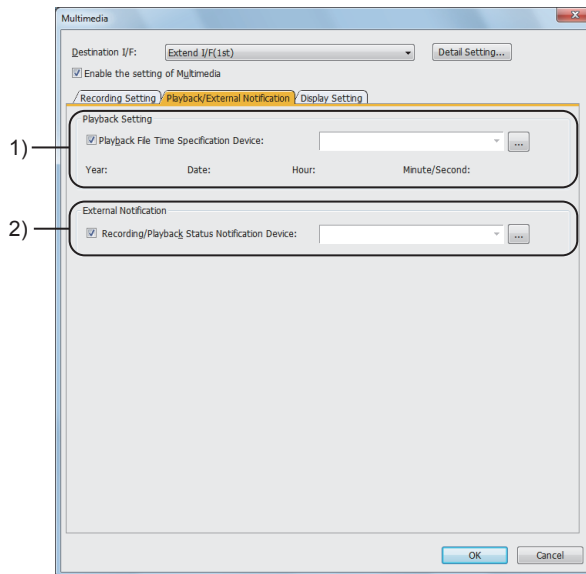 Multimedia
Destination I/F: Extend I/F(1st) Detail Setting...
Enable the setting of Multimedia
Recording Setting Playback/External Notification Display Setting
Playback Setting
1) Playback File Time Specification Device: ...
Year: Date: Hour: Minute/Second:
External Notification
2) Recording/Playback Status Notification Device: ...
OK Cancel